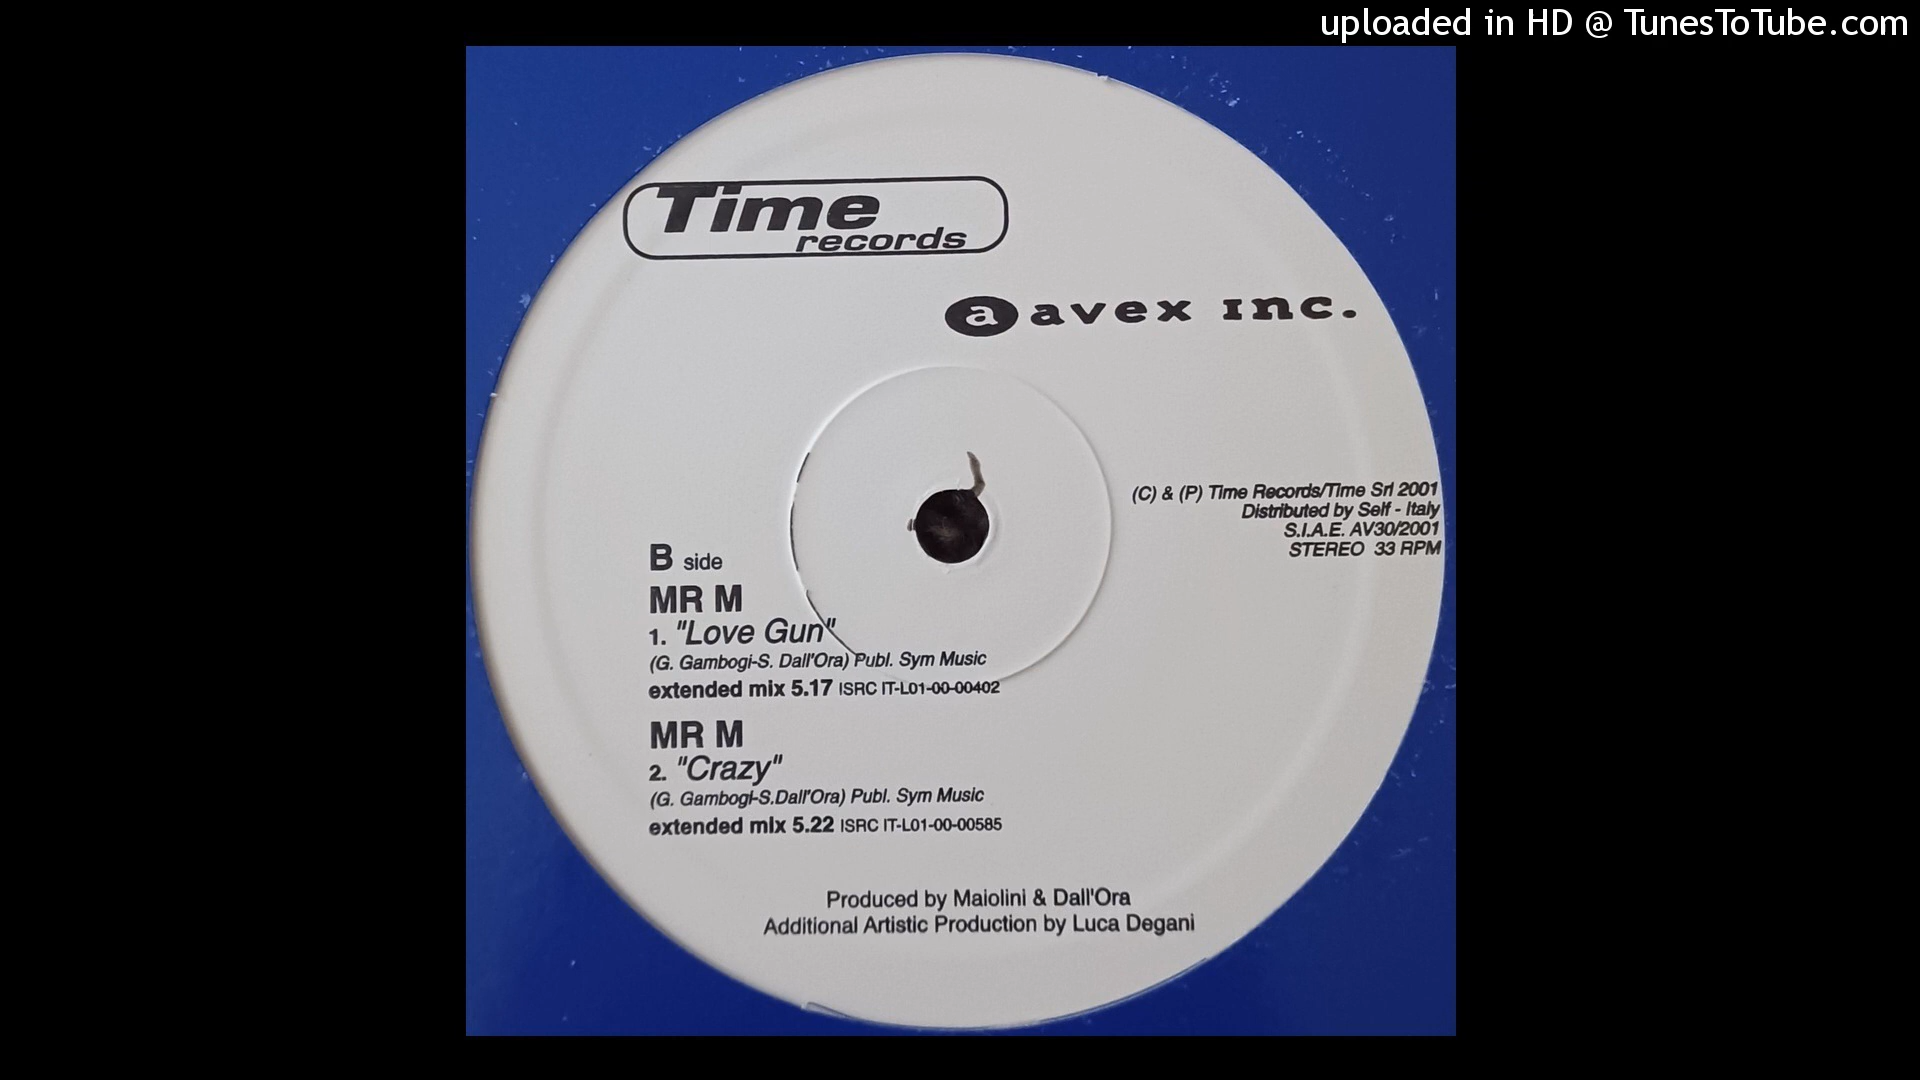 uploaded in HD @ TunesToTube.com
Time
records
a avex inc.
(C) & (P) Time Records/Time Srl 2001
Distributed by Self - Italy
S.I.A.E. AV30/2001
STEREO 33 RPM
B side
MR M
1. "Love Gun"
(G. Gambogi-S. Dall'Ora) Publ. Sym Music
extended mix 5.17 ISRC IT-L01-00-00402
MR M
2. "Crazy"
(G. Gambogi-S.Dall'Ora) Publ. Sym Music
extended mix 5.22 ISRC IT-L01-00-00585
Produced by Maiolini & Dall'Ora
Additional Artistic Production by Luca Degani